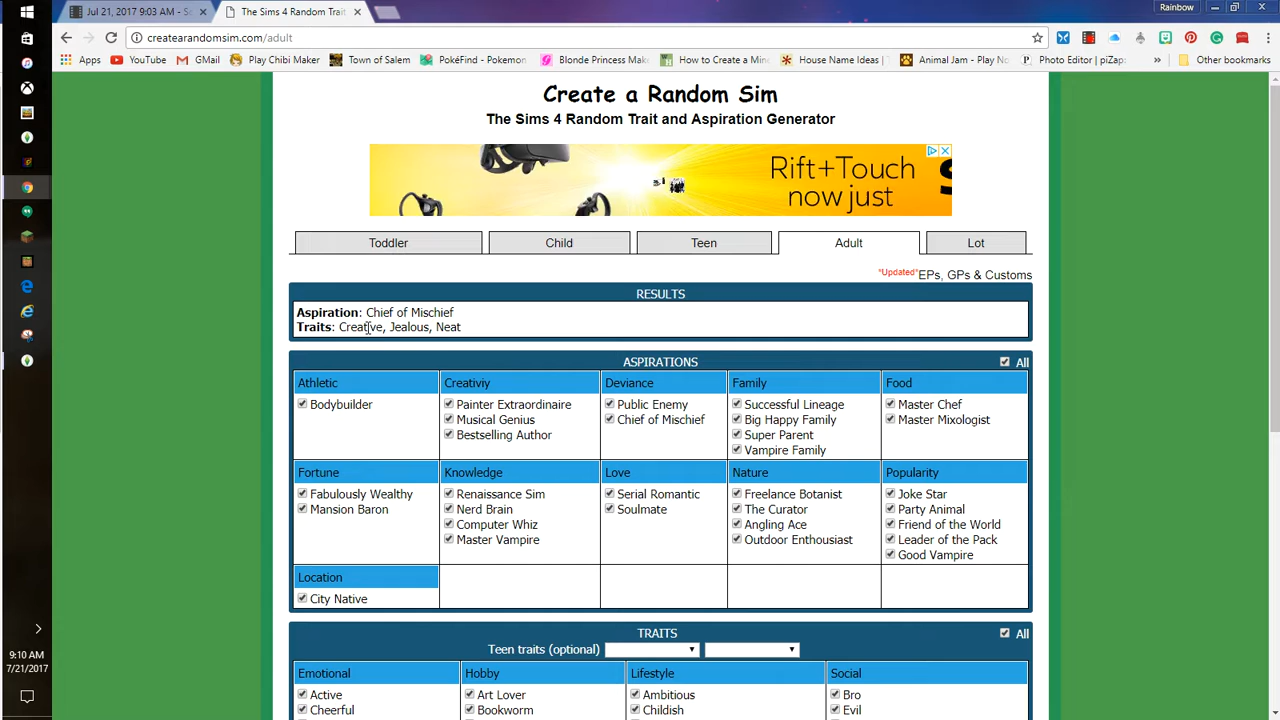 Jul 21, 2017 9:03 AM - S
The Sims 4 Random Trait
Rainbow
createarandomsim.com/adult
Apps YouTube GMail Play Chibi Maker Town of Salem PokéFind - Pokemon Blonde Princess Mak How to Create a Min House Name Ideas | Animal Jam - Play N Photo Editor | piZap: » Other bookmarks
Create a Random Sim
The Sims 4 Random Trait and Aspiration Generator
Rift+Touch
now just
Toddler Child Teen Adult Lot
*Updated* EPs, GPs & Customs
RESULTS
Aspiration: Chief of Mischief
Traits: Creative, Jealous, Neat
ASPIRATIONS All
Athletic Creativiy Deviance Family Food
Bodybuilder Painter Extraordinaire Public Enemy Successful Lineage Master Chef
Musical Genius Chief of Mischief Big Happy Family Master Mixologist
Bestselling Author Super Parent
Vampire Family
Fortune Knowledge Love Nature Popularity
Fabulously Wealthy Renaissance Sim Serial Romantic Freelance Botanist Joke Star
Mansion Baron Nerd Brain Soulmate The Curator Party Animal
Computer Whiz Angling Ace Friend of the World
Master Vampire Outdoor Enthusiast Leader of the Pack
Good Vampire
Location
City Native
TRAITS All
Teen traits (optional)
Emotional Hobby Lifestyle Social
Active Art Lover Ambitious Bro
Cheerful Bookworm Childish Evil
9:10 AM
7/21/2017